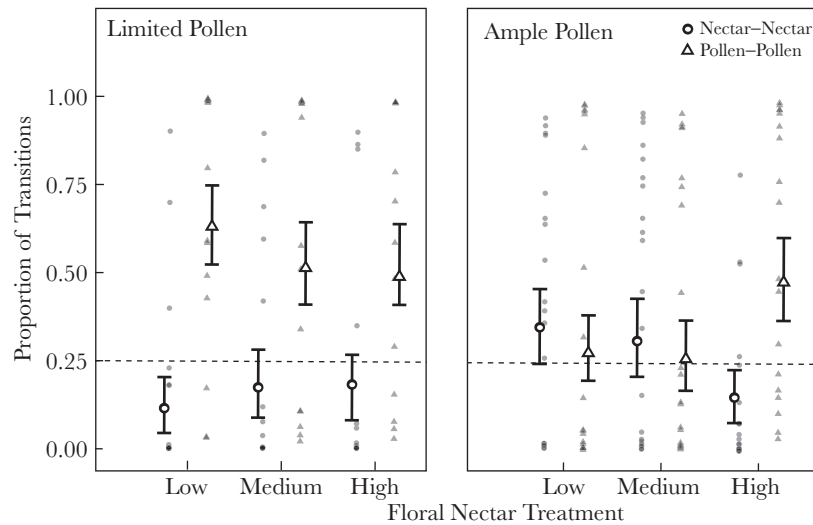 Limited Pollen
Ample Pollen
Nectar–Nectar
Pollen–Pollen
Proportion of Transitions
1.00
0.75
0.50
0.25
0.00
Low Medium High
Low Medium High
Floral Nectar Treatment